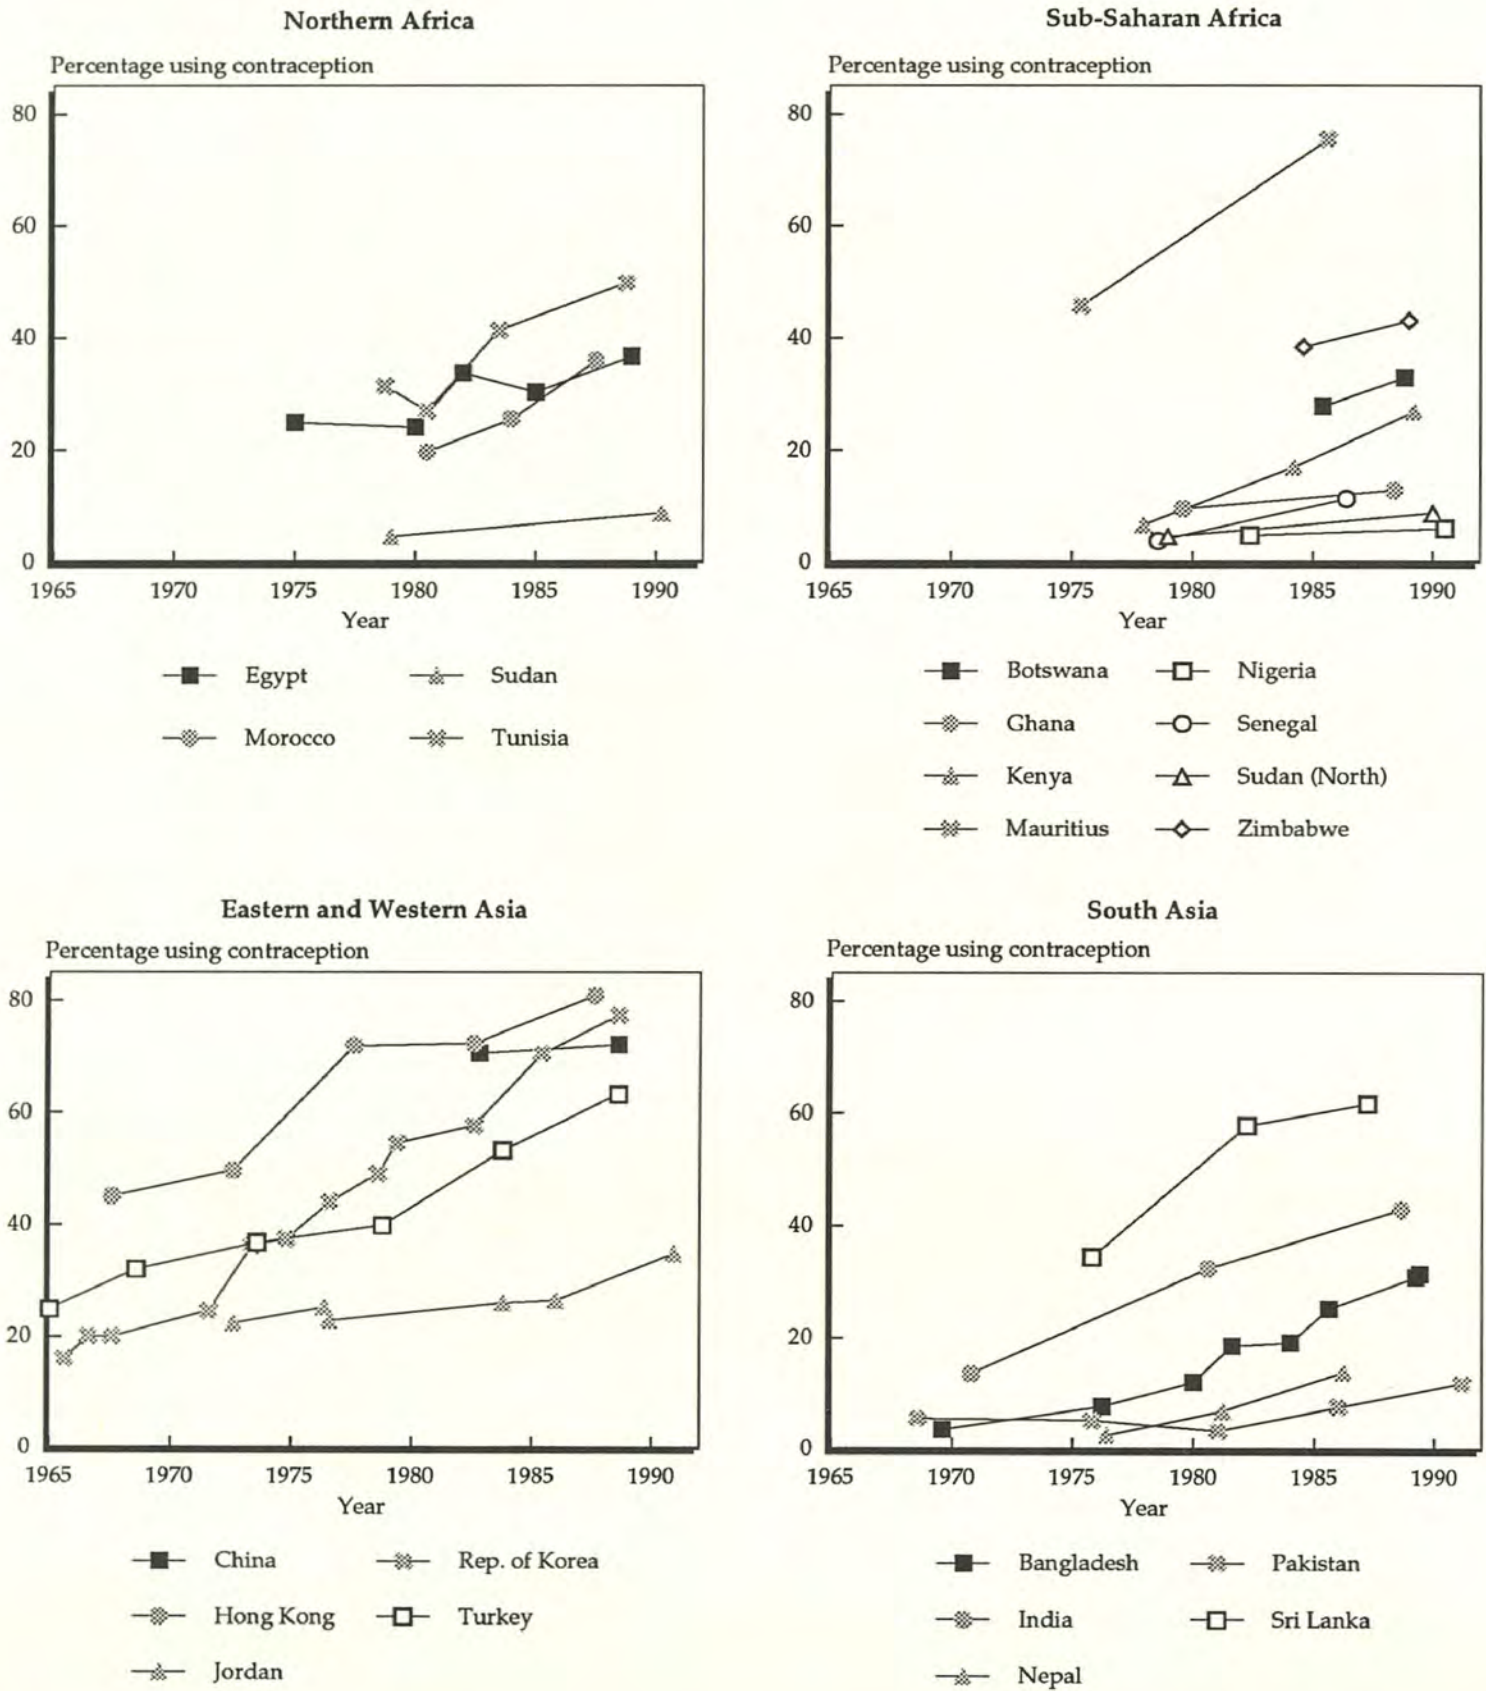 Northern Africa
Percentage using contraception
80
60
40
20
0
1965 1970 1975 1980 1985 1990
Year
Egypt Sudan
Morocco Tunisia
Sub-Saharan Africa
Percentage using contraception
80
60
40
20
0
1965 1970 1975 1980 1985 1990
Year
Botswana Nigeria
Ghana Senegal
Kenya Sudan (North)
Mauritius Zimbabwe
Eastern and Western Asia
Percentage using contraception
80
60
40
20
0
1965 1970 1975 1980 1985 1990
Year
China Rep. of Korea
Hong Kong Turkey
Jordan
South Asia
Percentage using contraception
80
60
40
20
0
1965 1970 1975 1980 1985 1990
Year
Bangladesh Pakistan
India Sri Lanka
Nepal